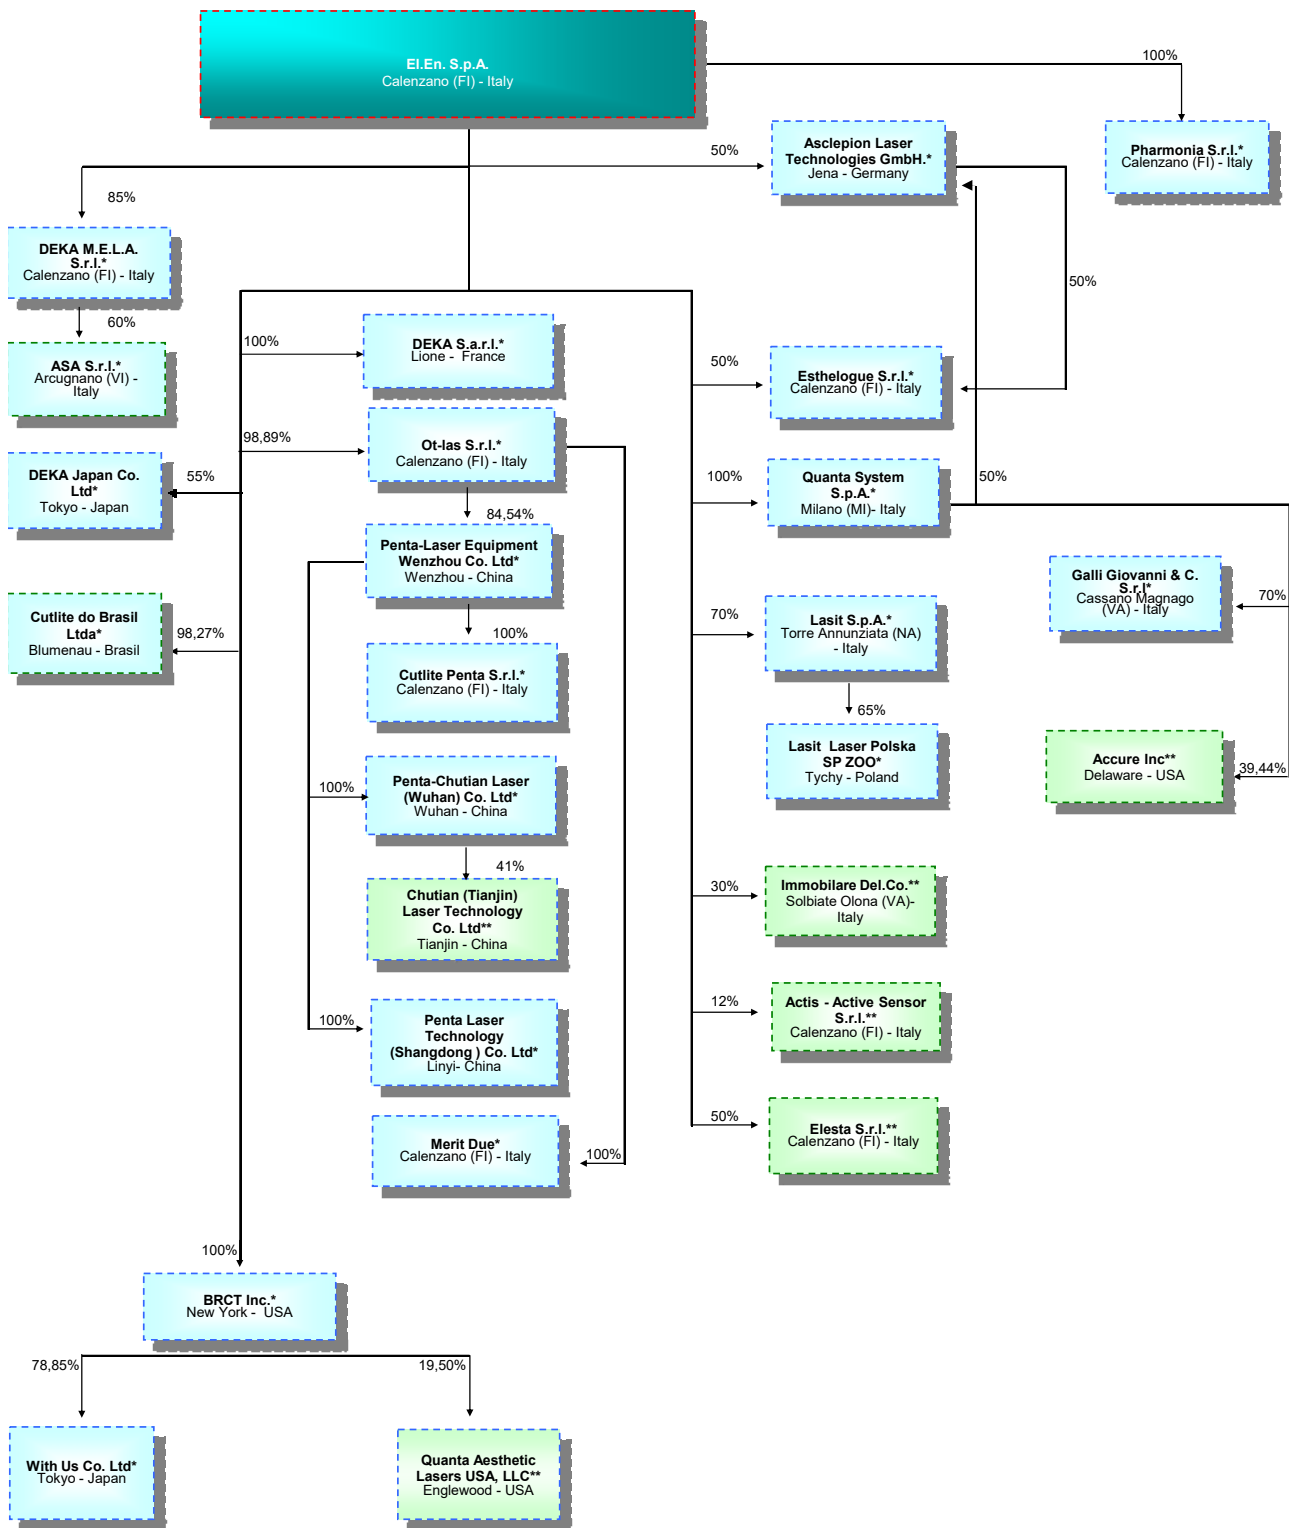 El.En. S.p.A.
Calenzano (FI) - Italy
100%
Pharmonia S.r.l.*
Calenzano (FI) - Italy
50%
Asclepion Laser
Technologies GmbH.*
Jena - Germany
50%
85%
DEKA M.E.L.A.
S.r.l.*
Calenzano (FI) - Italy
60%
ASA S.r.l.*
Arcugnano (VI) -
Italy
100%
DEKA S.a.r.l.*
Lione - France
50%
Esthelogue S.r.l.*
Calenzano (FI) - Italy
98,89%
Ot-las S.r.l.*
Calenzano (FI) - Italy
55%
DEKA Japan Co.
Ltd*
Tokyo - Japan
100%
Quanta System
S.p.A.*
Milano (MI)- Italy
50%
84,54%
Penta-Laser Equipment
Wenzhou Co. Ltd*
Wenzhou - China
Galli Giovanni & C.
S.r.l*
Cassano Magnago
(VA) - Italy
70%
Cutlite do Brasil
Ltda*
Blumenau - Brasil
98,27%
100%
Cutlite Penta S.r.l.*
Calenzano (FI) - Italy
70%
Lasit S.p.A.*
Torre Annunziata (NA)
- Italy
65%
Lasit Laser Polska
SP ZOO*
Tychy - Poland
Accure Inc**
Delaware - USA
39,44%
100%
Penta-Chutian Laser
(Wuhan) Co. Ltd*
Wuhan - China
41%
Chutian (Tianjin)
Laser Technology
Co. Ltd**
Tianjin - China
30%
Immobilare Del.Co.**
Solbiate Olona (VA)-
Italy
100%
Penta Laser
Technology
(Shangdong ) Co. Ltd*
Linyi- China
12%
Actis - Active Sensor
S.r.l.**
Calenzano (FI) - Italy
Merit Due*
Calenzano (FI) - Italy
100%
50%
Elesta S.r.l.**
Calenzano (FI) - Italy
100%
BRCT Inc.*
New York - USA
78,85%
19,50%
With Us Co. Ltd*
Tokyo - Japan
Quanta Aesthetic
Lasers USA, LLC**
Englewood - USA